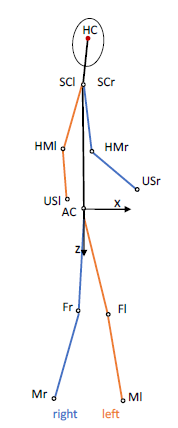 HC
SCl SCr
HMl HMr
USr
USl
AC x
z
Fr Fl
Mr Ml
right left